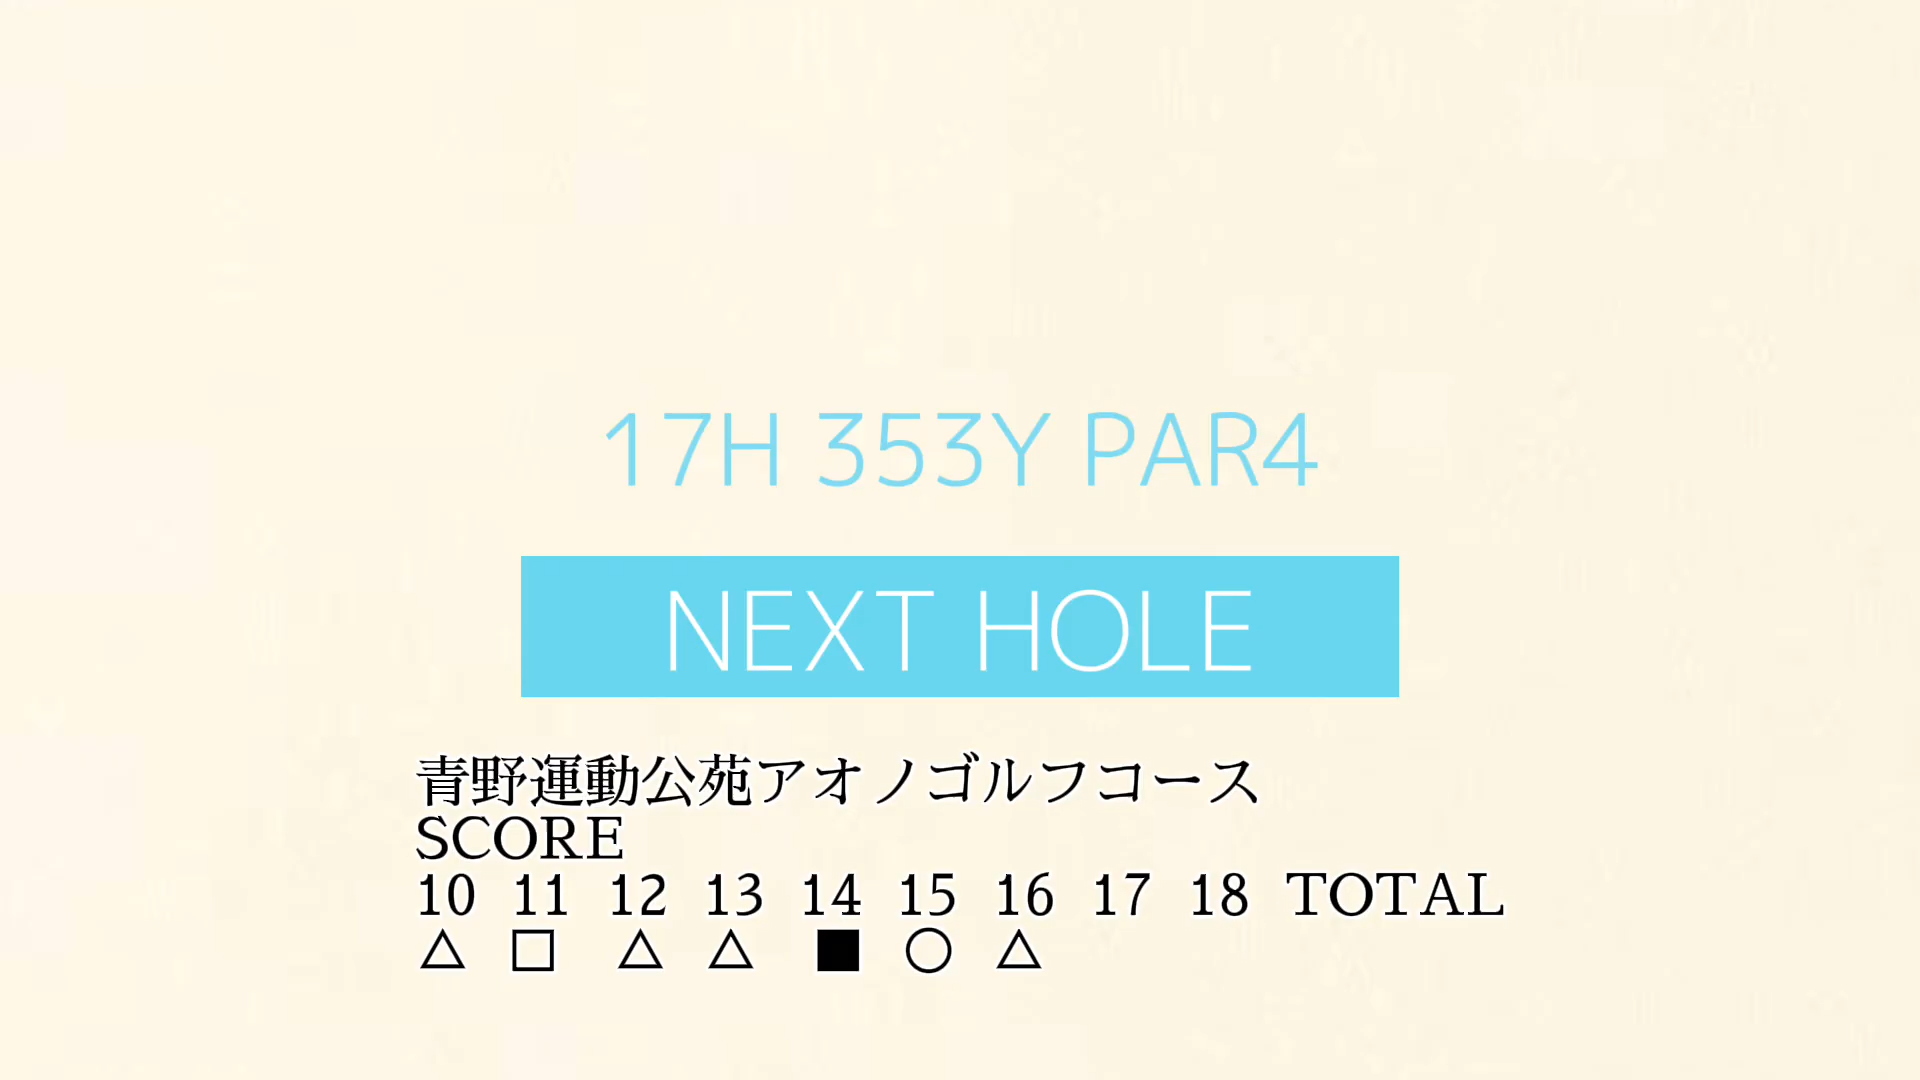 17H 353Y PAR4
NEXT HOLE
青野運動公苑アオノゴルフコース
SCORE
10 11 12 13 14 15 16 17 18 TOTAL
△ □ △ △ ■ ○ △